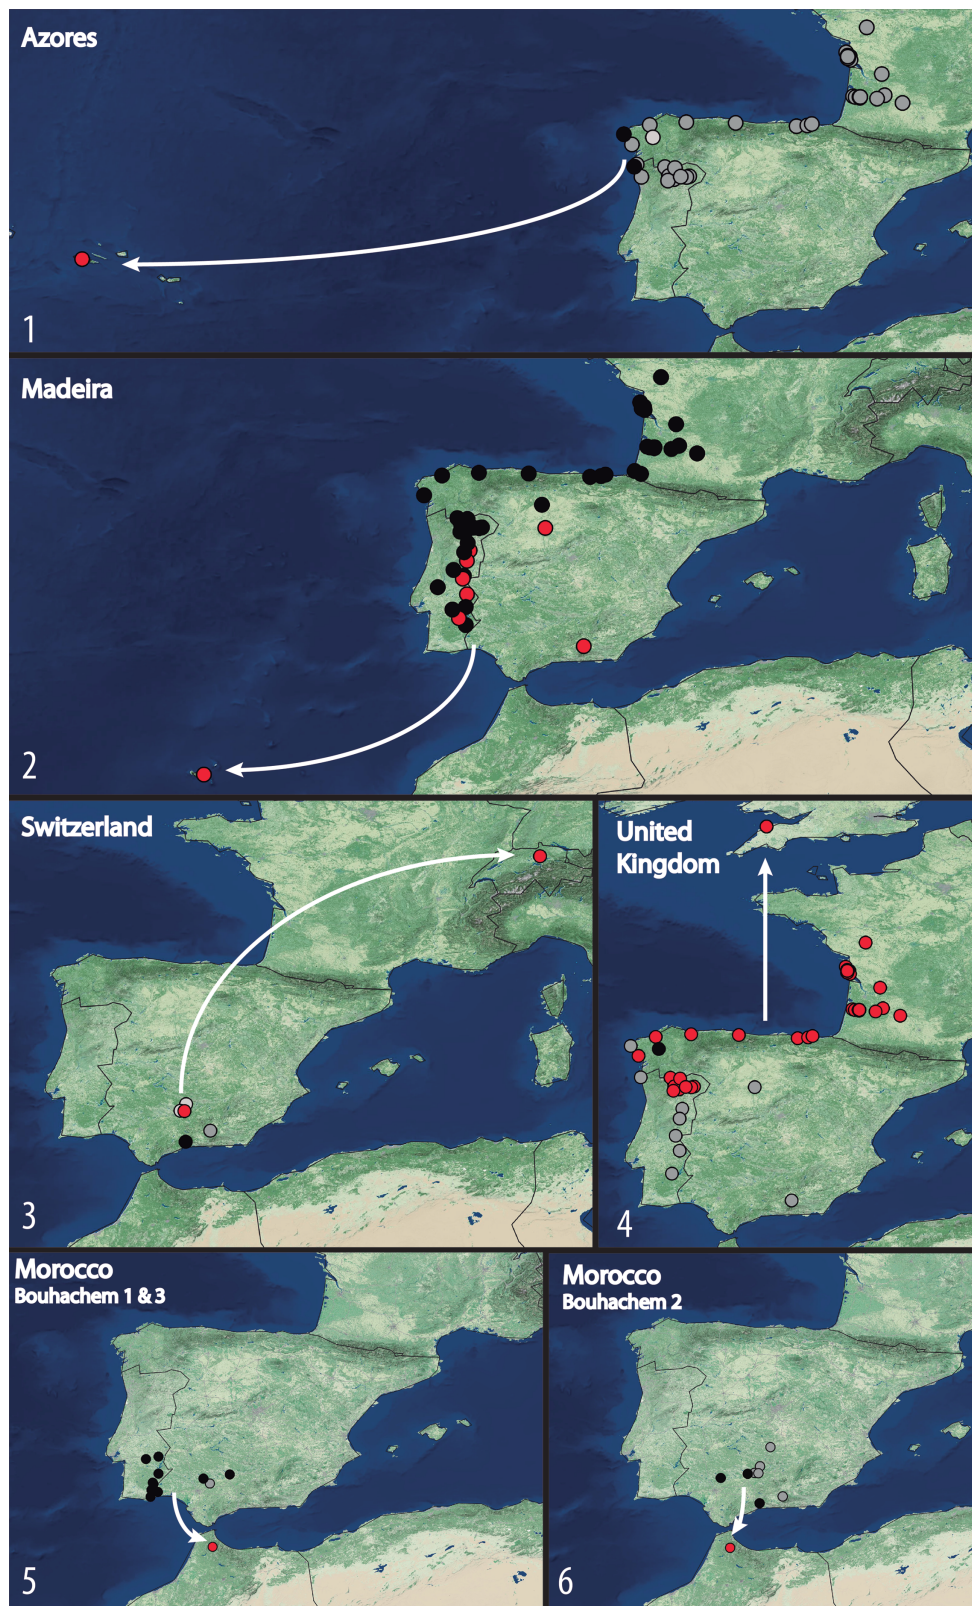 Azores
1
Madeira
2
Switzerland
3
United
Kingdom
4
Morocco
Bouhachem 1 & 3
5
Morocco
Bouhachem 2
6